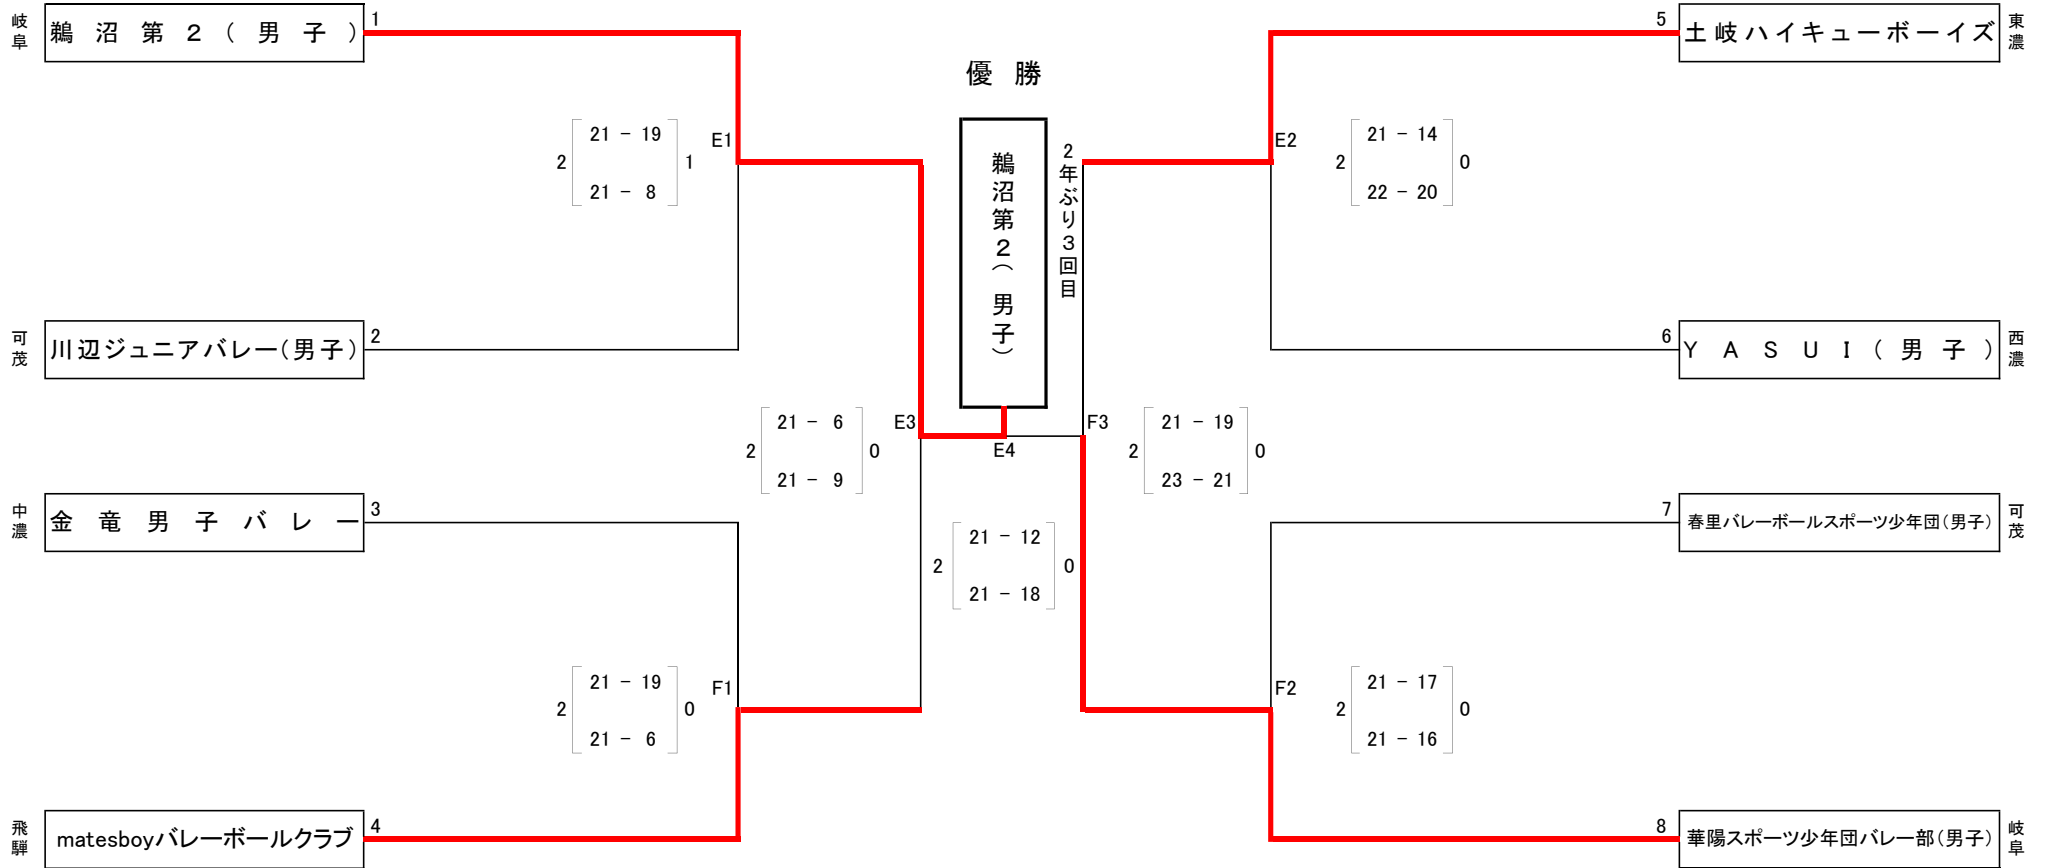 岐阜
鵜沼第2(男子)
1
5
土岐ハイキューボーイズ
東濃
優勝
鵜沼第2(男子)
2年ぶり3回目
E1
2
21 - 19
21 - 8
1
E2
2
21 - 14
22 - 20
0
可茂
川辺ジュニアバレー(男子)
2
6
YASUI(男子)
西濃
2
21 - 6
21 - 9
0
E3
E4
F3
2
21 - 19
23 - 21
0
中濃
金竜男子バレー
3
2
21 - 12
21 - 18
0
7
春里バレーボールスポーツ少年団(男子)
可茂
2
21 - 19
21 - 6
0
F1
F2
2
21 - 17
21 - 16
0
飛騨
matesboyバレーボールクラブ
4
8
華陽スポーツ少年団バレー部(男子)
岐阜